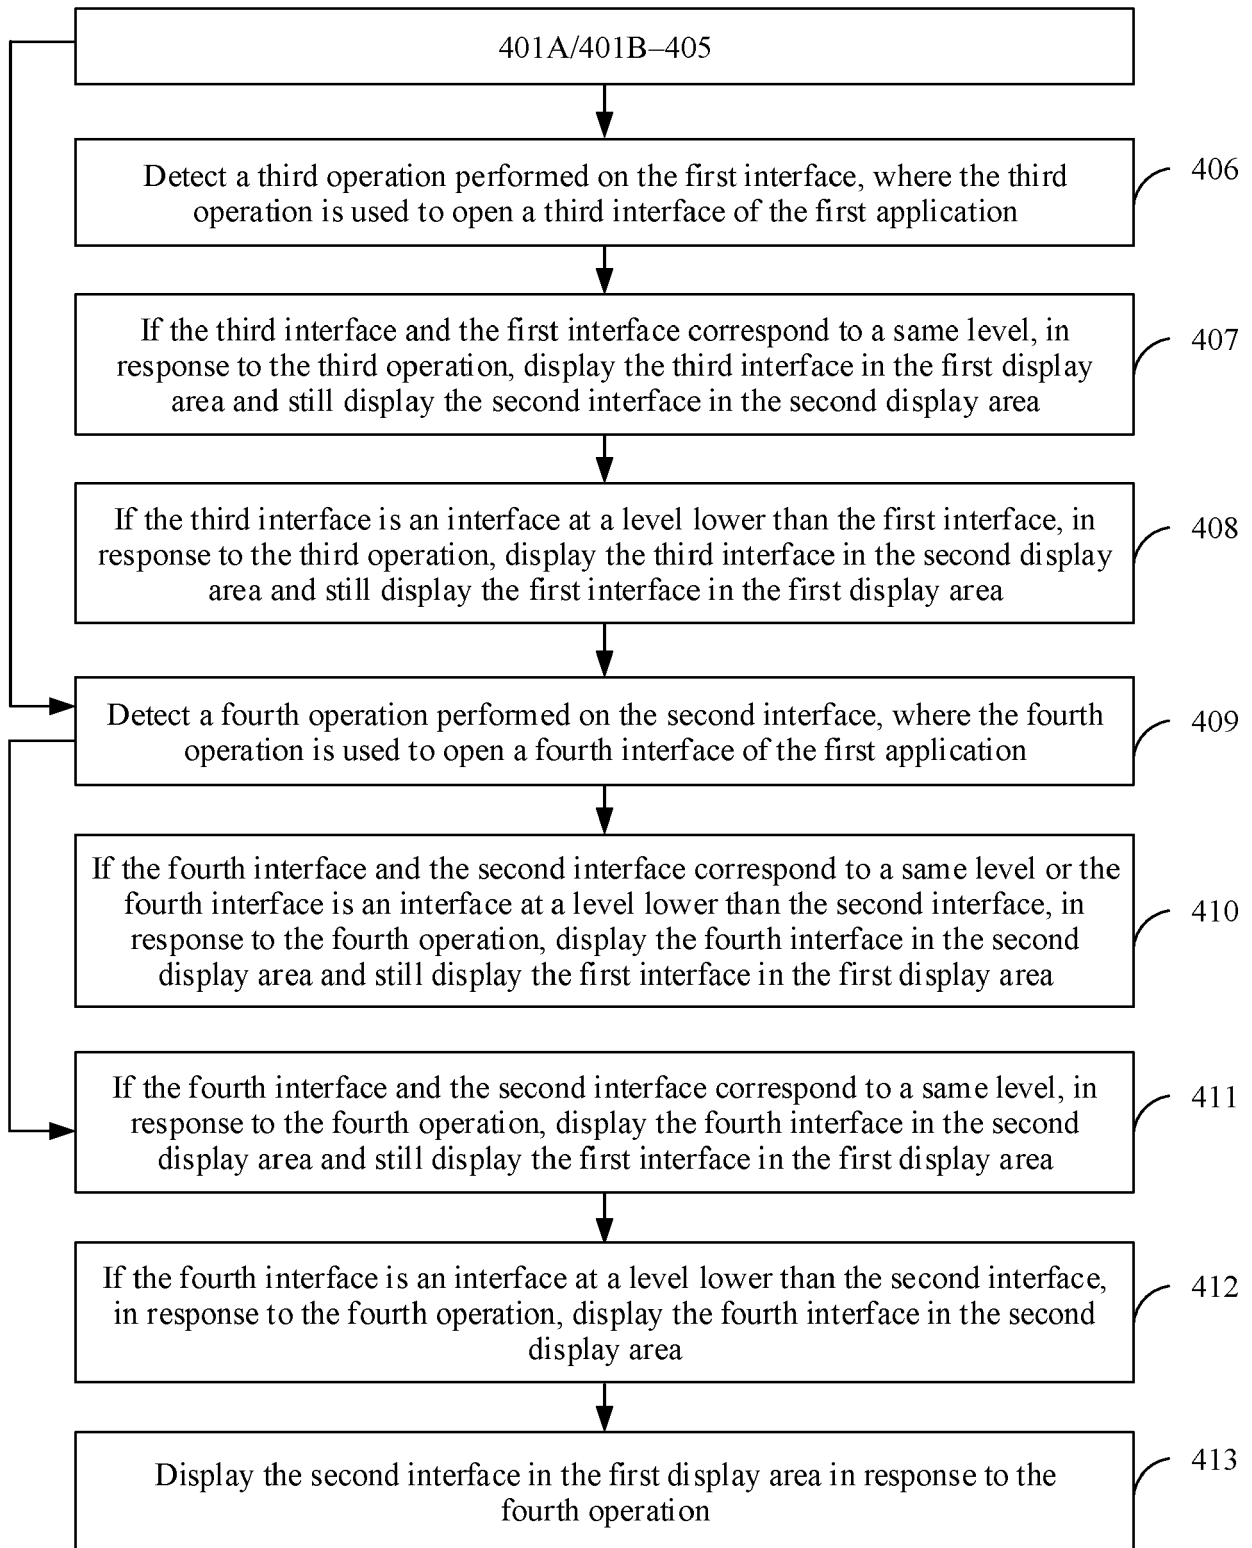 401A/401B–405
Detect a third operation performed on the first interface, where the third
operation is used to open a third interface of the first application
406
If the third interface and the first interface correspond to a same level, in
response to the third operation, display the third interface in the first display
area and still display the second interface in the second display area
407
If the third interface is an interface at a level lower than the first interface, in
response to the third operation, display the third interface in the second display
area and still display the first interface in the first display area
408
Detect a fourth operation performed on the second interface, where the fourth
operation is used to open a fourth interface of the first application
409
If the fourth interface and the second interface correspond to a same level or the
fourth interface is an interface at a level lower than the second interface, in
response to the fourth operation, display the fourth interface in the second
display area and still display the first interface in the first display area
410
If the fourth interface and the second interface correspond to a same level, in
response to the fourth operation, display the fourth interface in the second
display area and still display the first interface in the first display area
411
If the fourth interface is an interface at a level lower than the second interface,
in response to the fourth operation, display the fourth interface in the second
display area
412
Display the second interface in the first display area in response to the
fourth operation
413